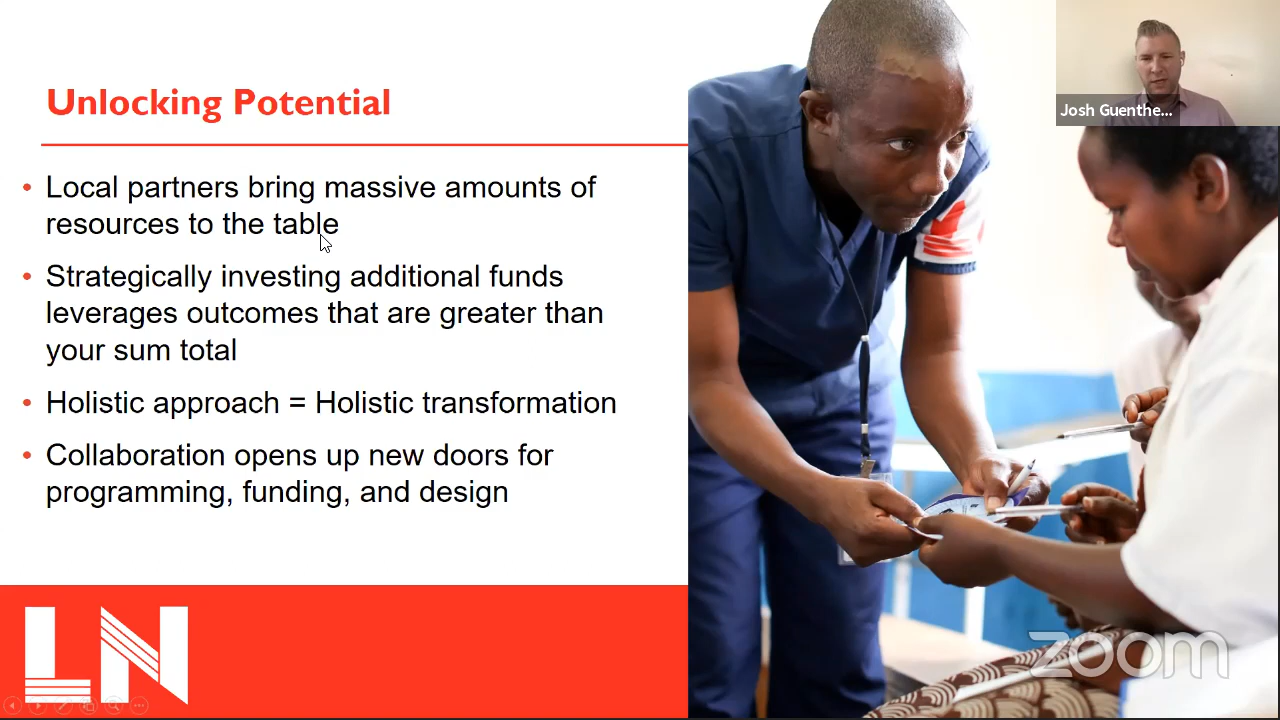 Unlocking Potential
Josh Guenthe...
• Local partners bring massive amounts of
resources to the table
• Strategically investing additional funds
leverages outcomes that are greater than
your sum total
• Holistic approach = Holistic transformation
• Collaboration opens up new doors for
programming, funding, and design
LN
zoom